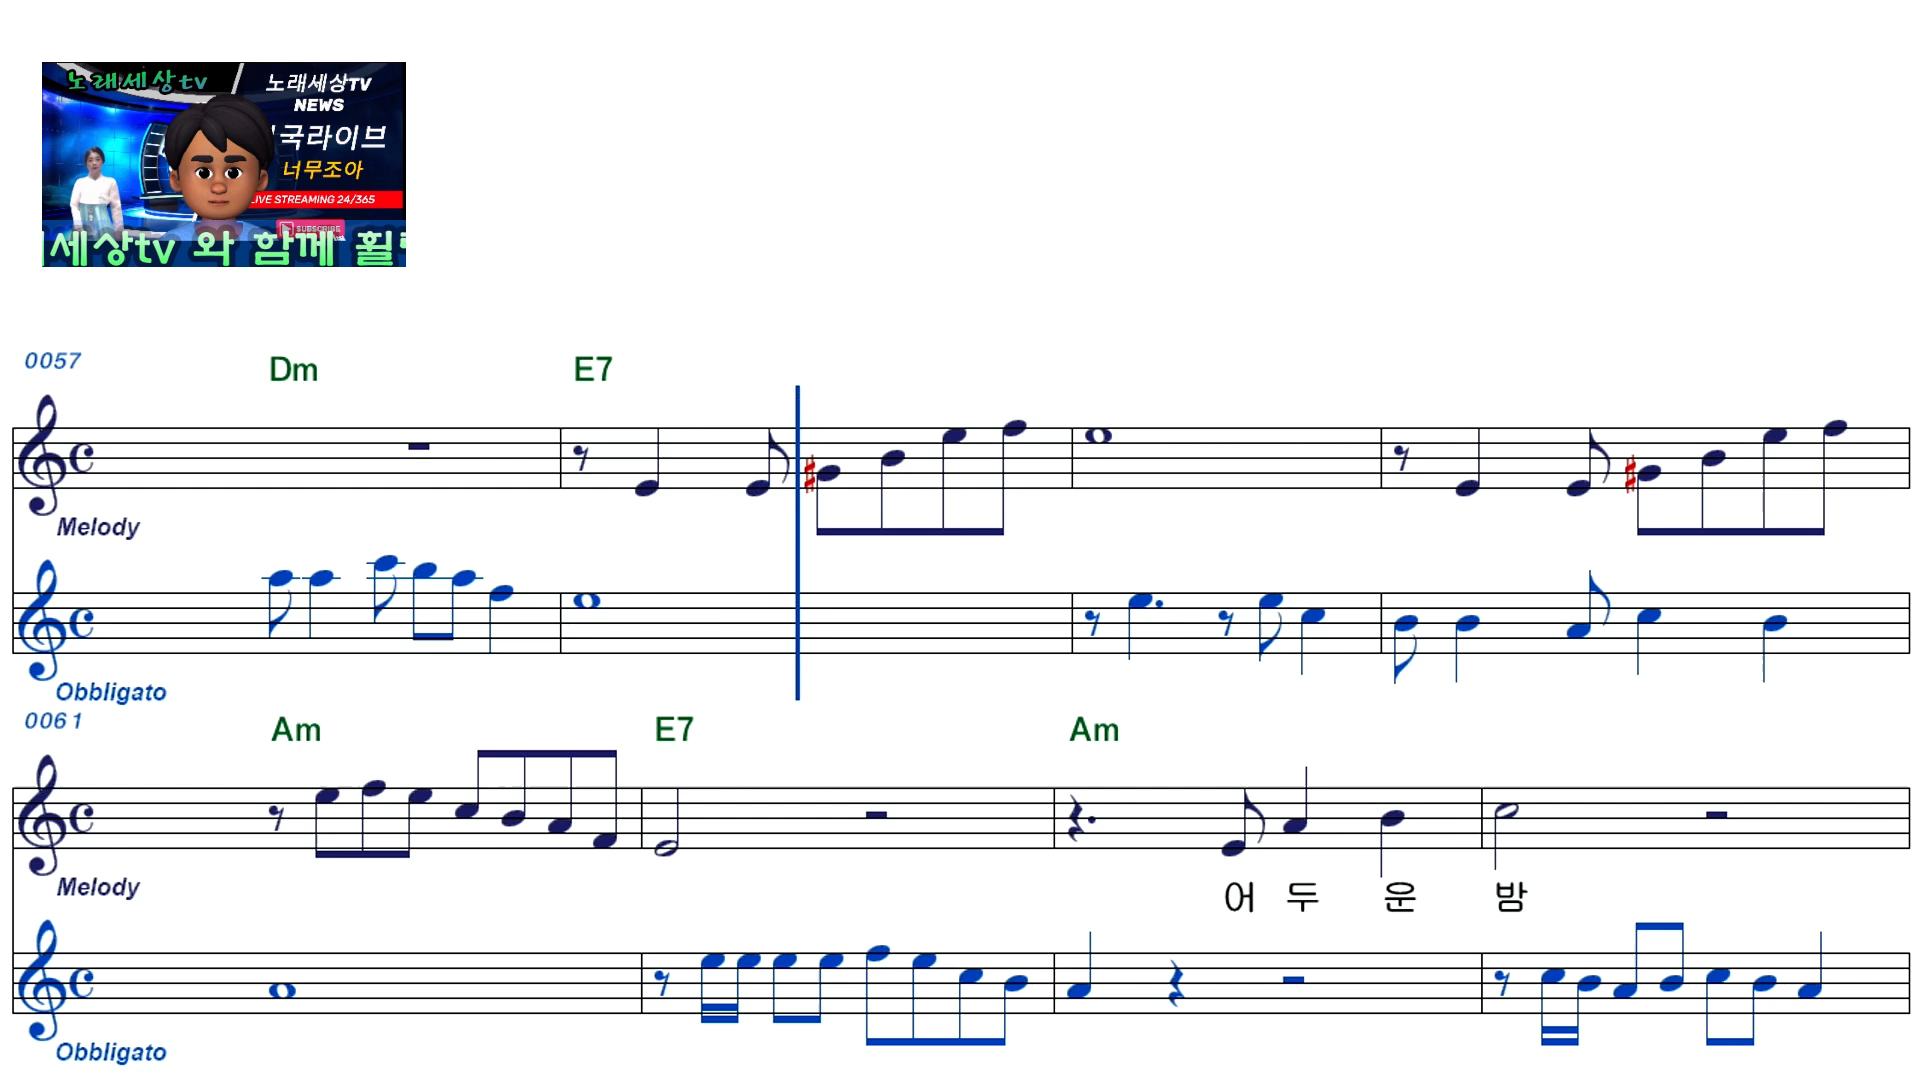 노래세상tv
노래세상TV
NEWS
국라이브
너무조아
LIVE STREAMING 24/365
SUBSCRIBE
세상tv 와 함께
0057
Dm E7
Melody
Obbligato
0061
Am E7 Am
Melody
어 두 운 밤
Obbligato